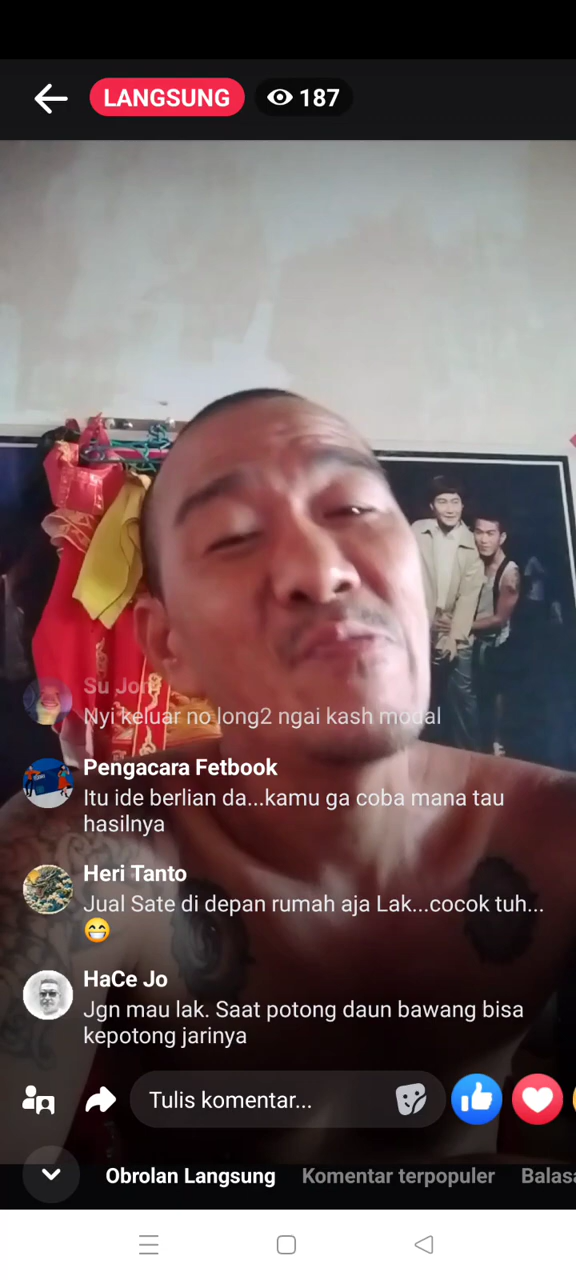 LANGSUNG 187
Su Jon
Nyi keluar no long2 ngai kash modal
Pengacara Fetbook
Itu ide berlian da...kamu ga coba mana tau
hasilnya
Heri Tanto
Jual Sate di depan rumah aja Lak...cocok tuh...
😁
HaCe Jo
Jgn mau lak. Saat potong daun bawang bisa
kepotong jarinya
Tulis komentar...
Obrolan Langsung Komentar terpopuler Balasa